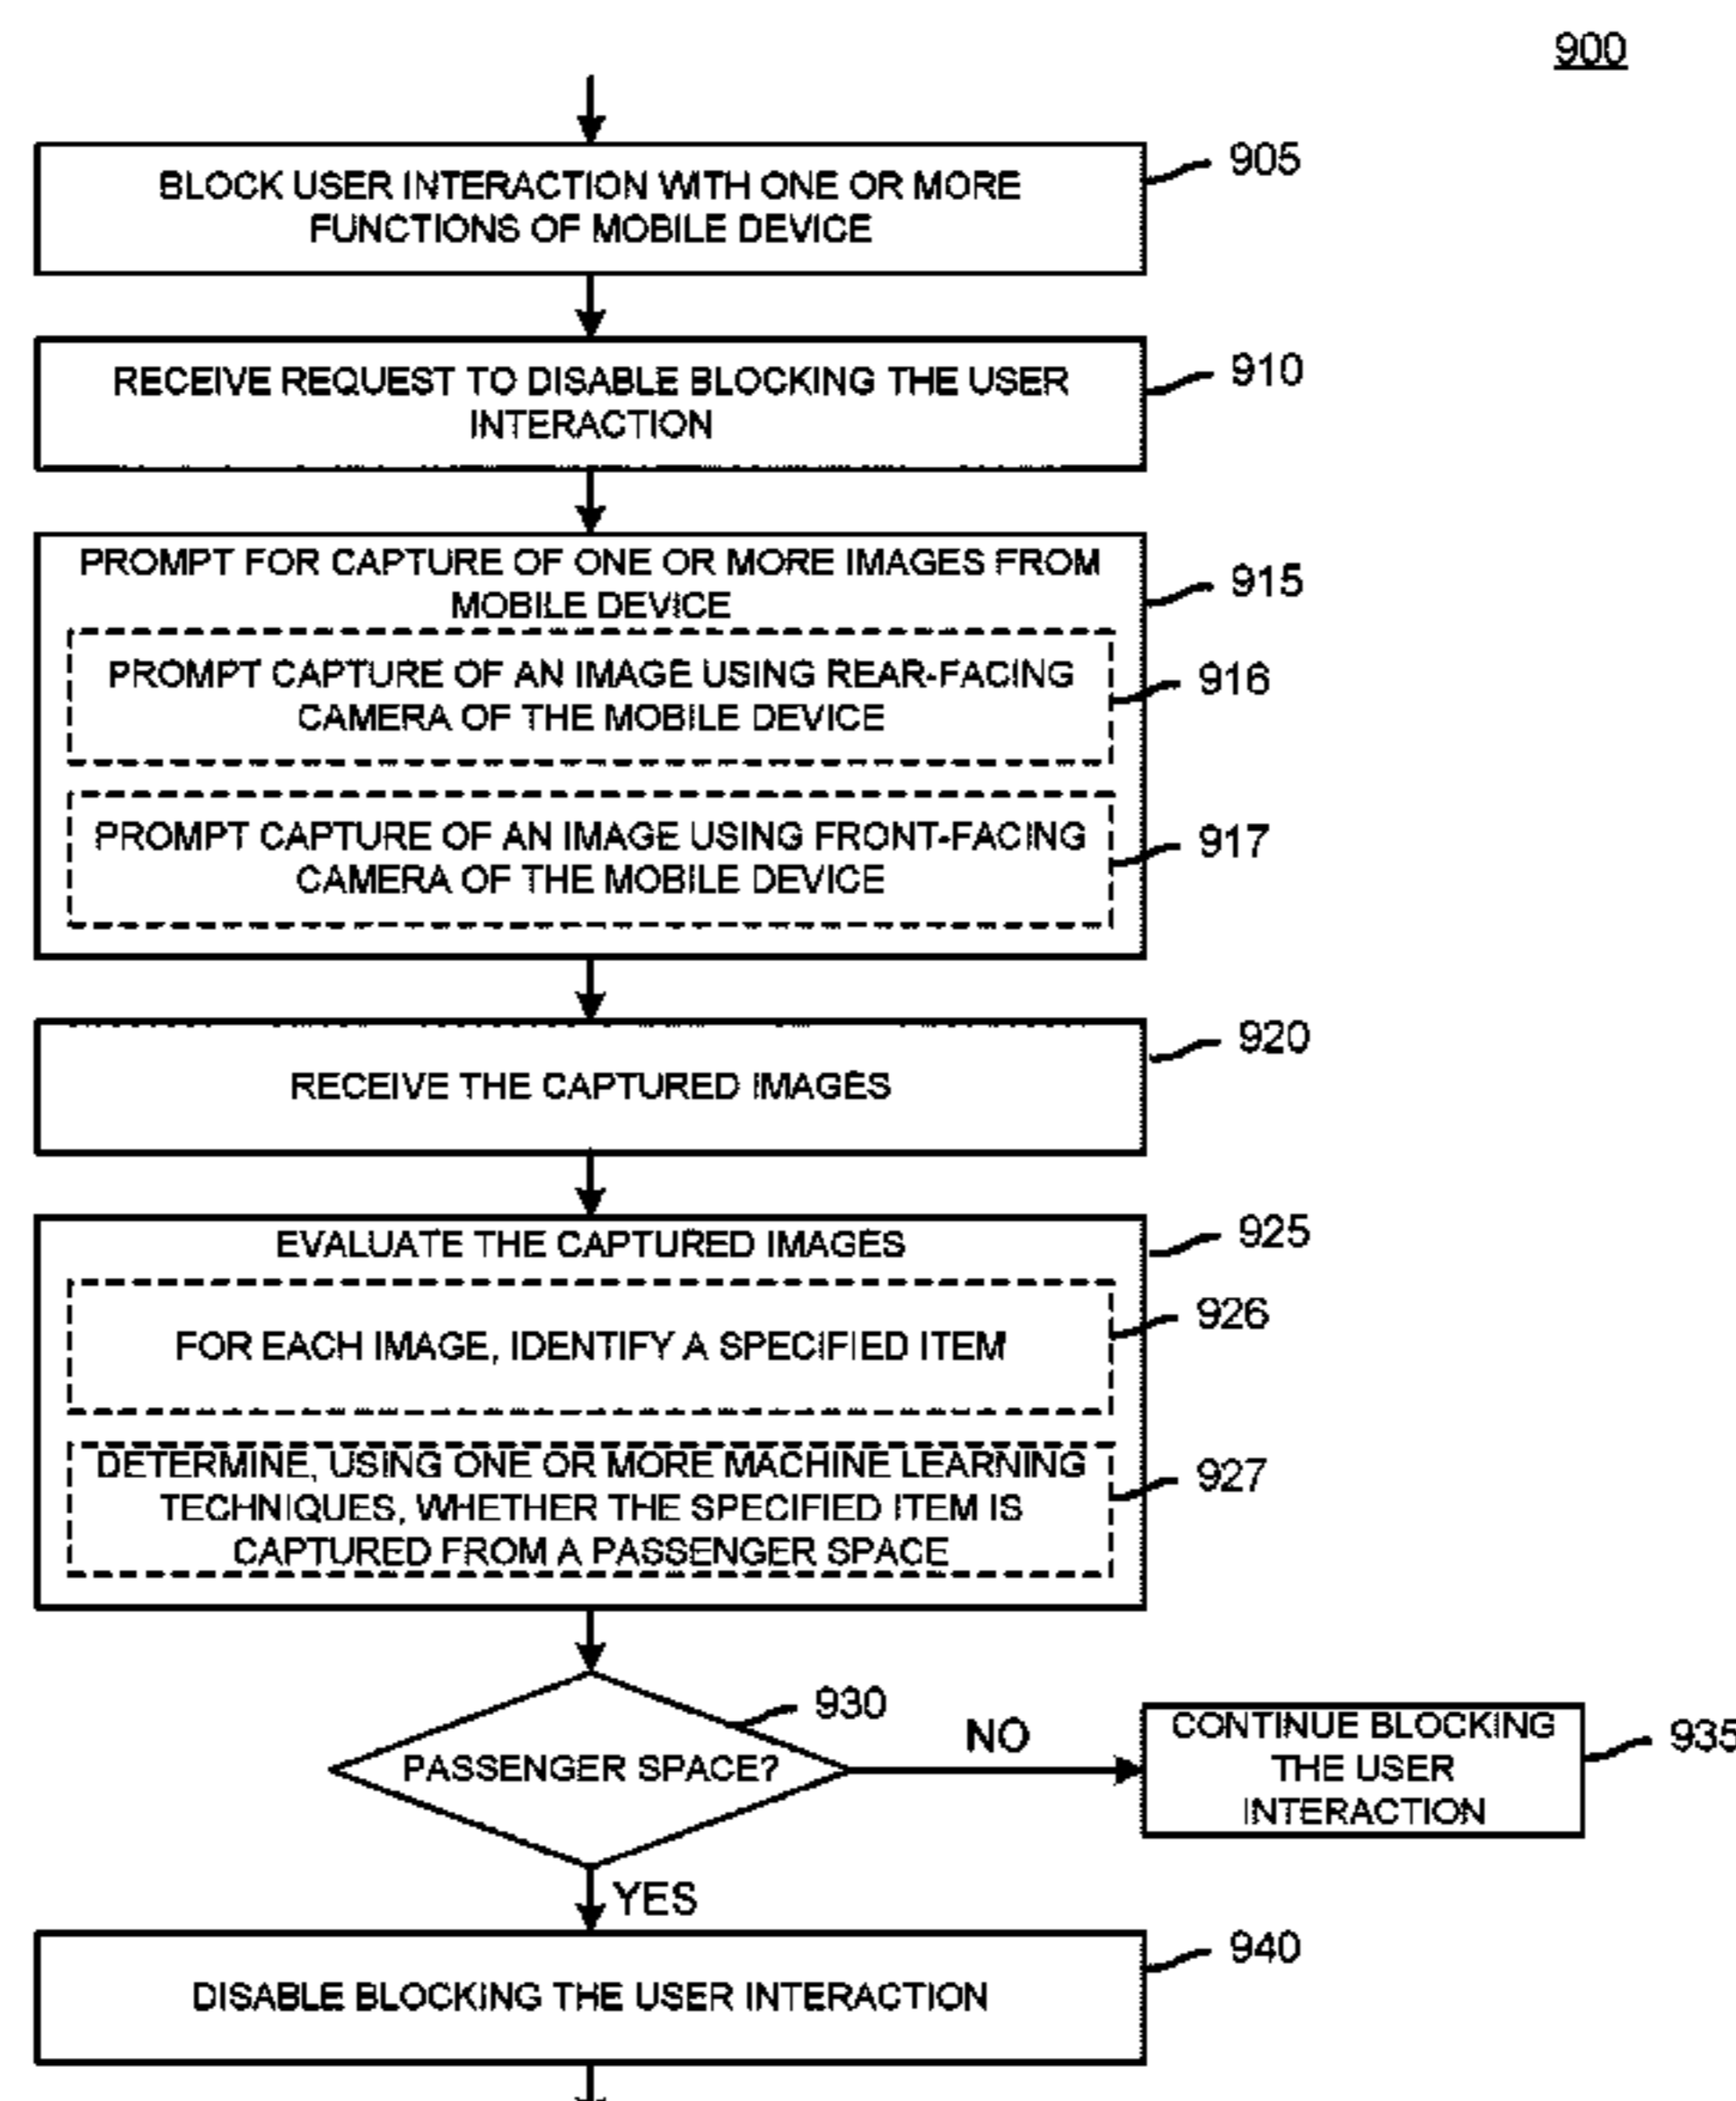 900
BLOCK USER INTERACTION WITH ONE OR MORE
FUNCTIONS OF MOBILE DEVICE
905
RECEIVE REQUEST TO DISABLE BLOCKING THE USER
INTERACTION
910
PROMPT FOR CAPTURE OF ONE OR MORE IMAGES FROM
MOBILE DEVICE
915
PROMPT CAPTURE OF AN IMAGE USING REAR-FACING
CAMERA OF THE MOBILE DEVICE
916
PROMPT CAPTURE OF AN IMAGE USING FRONT-FACING
CAMERA OF THE MOBILE DEVICE
917
RECEIVE THE CAPTURED IMAGES
920
EVALUATE THE CAPTURED IMAGES
925
FOR EACH IMAGE, IDENTIFY A SPECIFIED ITEM
926
DETERMINE, USING ONE OR MORE MACHINE LEARNING
TECHNIQUES, WHETHER THE SPECIFIED ITEM IS
CAPTURED FROM A PASSENGER SPACE
927
PASSENGER SPACE?
930
NO
CONTINUE BLOCKING
THE USER
INTERACTION
935
YES
DISABLE BLOCKING THE USER INTERACTION
940